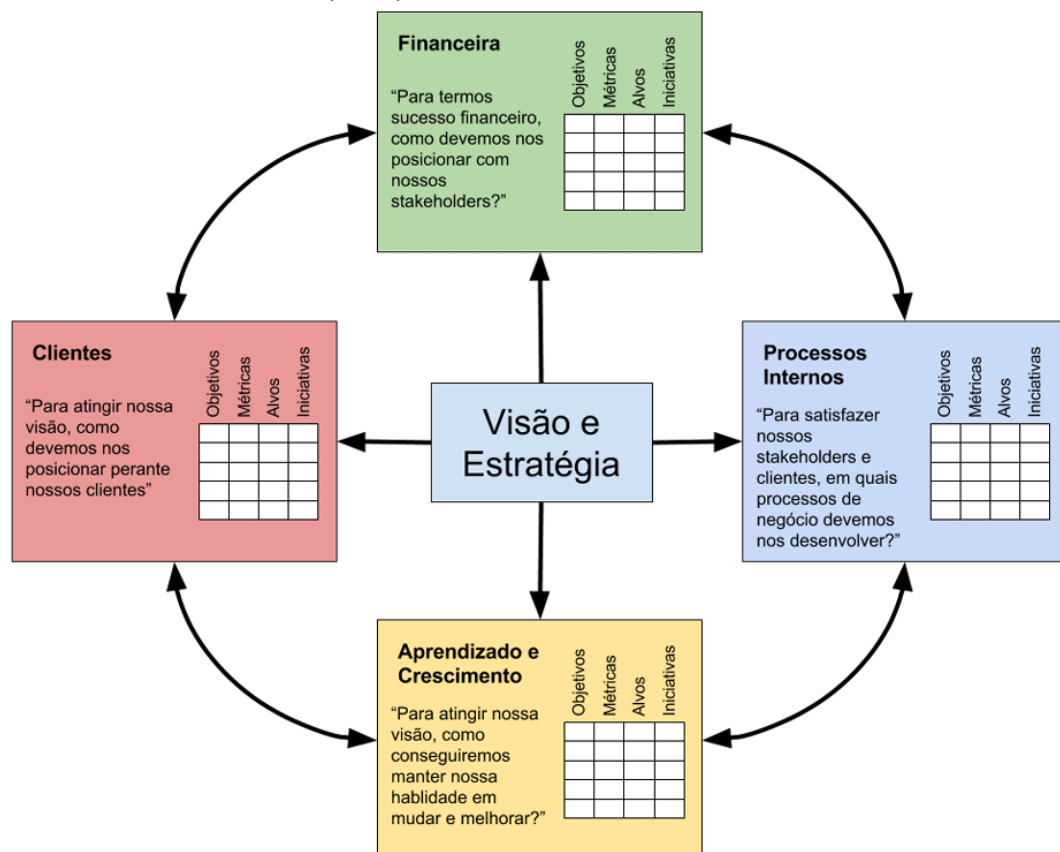 Financeira
“Para termos
sucesso financeiro,
como devemos nos
posicionar com
nossos
stakeholders?”
Objetivos
Métricas
Alvos
Iniciativas
Clientes
“Para atingir nossa
visão, como
devemos nos
posicionar perante
nossos clientes”
Objetivos
Métricas
Alvos
Iniciativas
Visão e
Estratégia
Processos
Internos
“Para satisfazer
nossos
stakeholders e
clientes, em quais
processos de
negócio devemos
nos desenvolver?”
Objetivos
Métricas
Alvos
Iniciativas
Aprendizado e
Crescimento
“Para atingir nossa
visão, como
conseguiremos
manter nossa
hablidade em
mudar e melhorar?”
Objetivos
Métricas
Alvos
Iniciativas